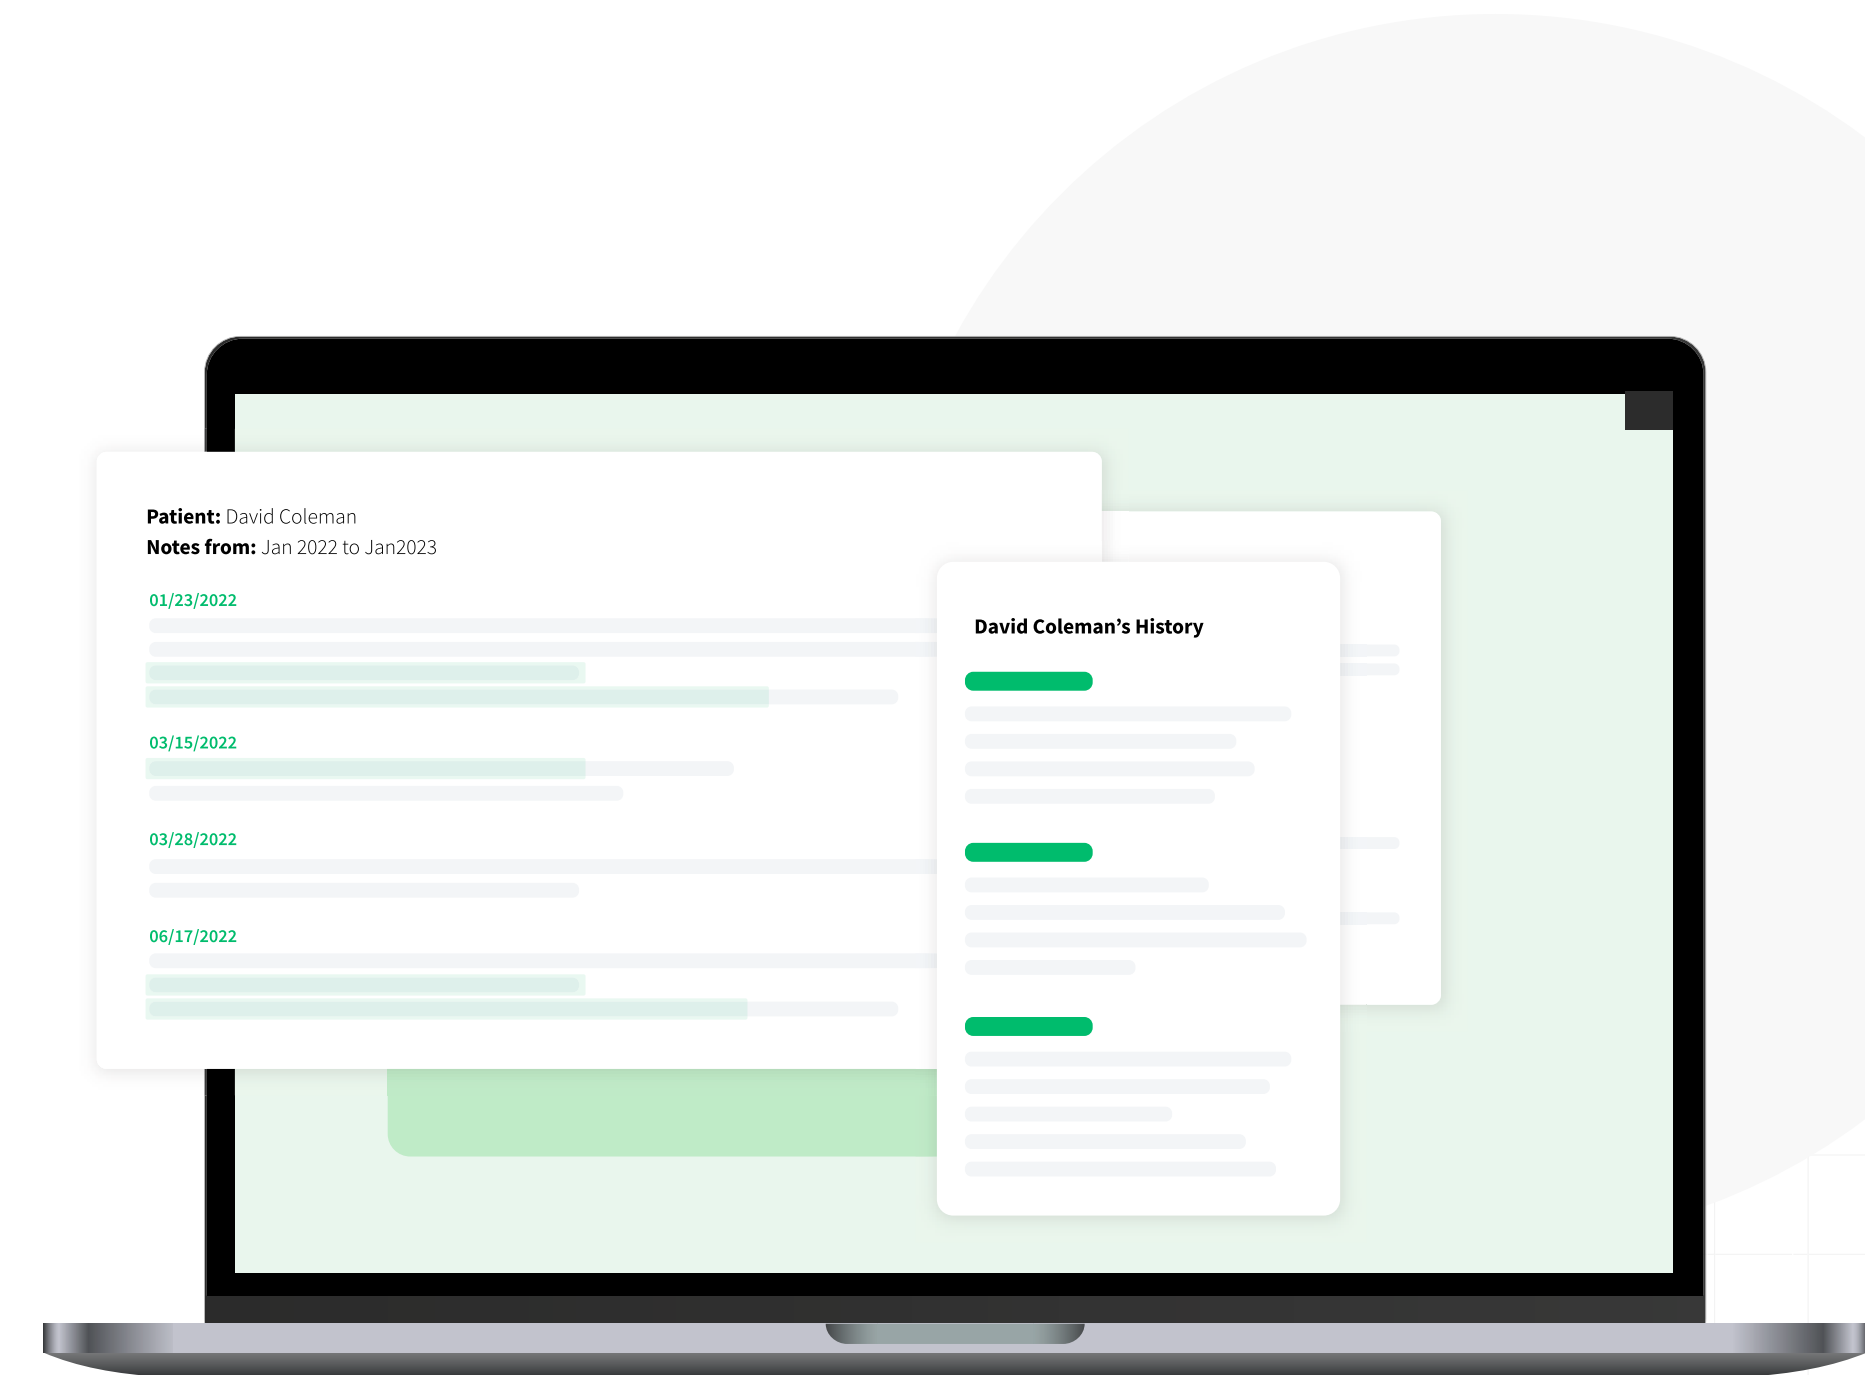 Patient: David Coleman
Notes from: Jan 2022 to Jan2023
01/23/2022
03/15/2022
03/28/2022
06/17/2022
David Coleman’s History